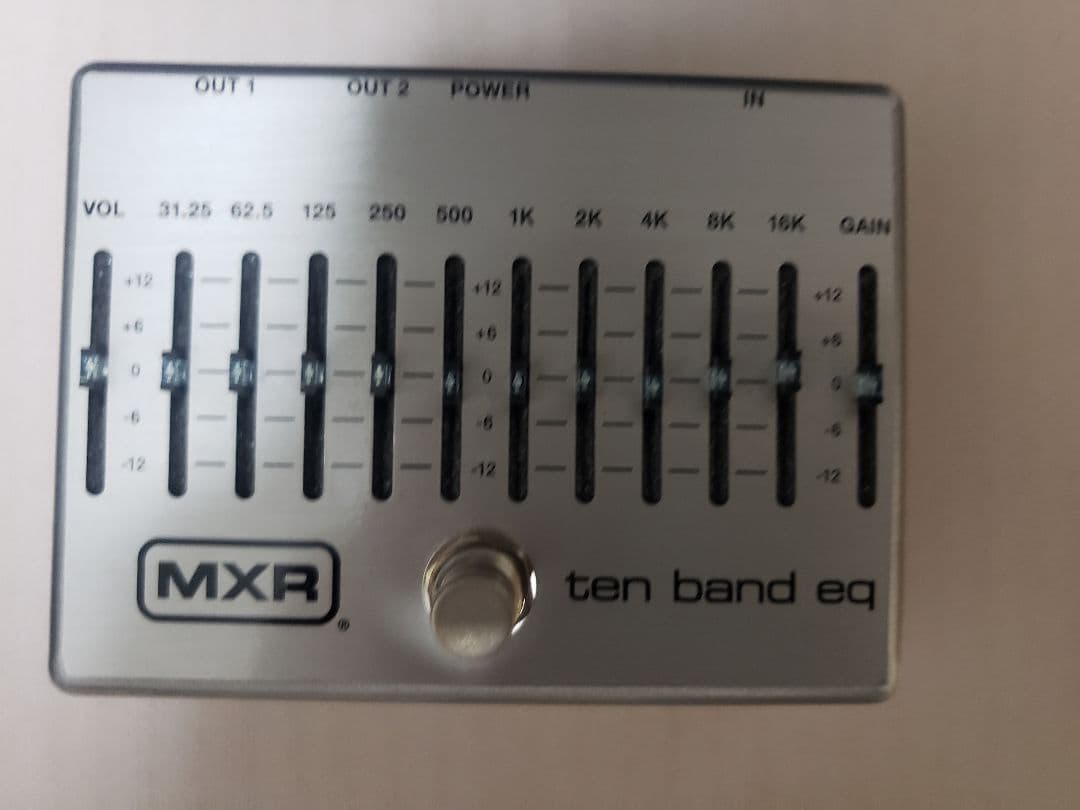 OUT 1 OUT 2 POWER IN
VOL 31.25 62.5 125 250 500 1K 2K 4K 8K 16K GAIN
+12 +12 +12
+6 +6 +6
0 0 0
-6 -6 -6
-12 -12 -12
MXR® ten band eq